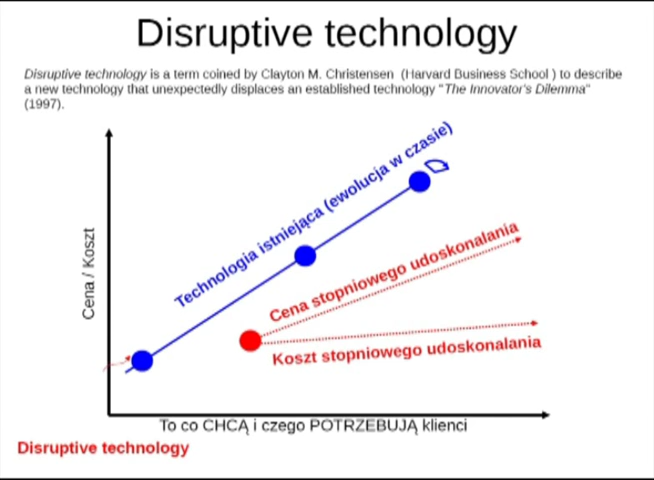 Disruptive technology
Disruptive technology is a term coined by Clayton M. Christensen (Harvard Business School ) to describe
a new technology that unexpectedly displaces an established technology "The Innovator's Dilemma"
(1997).
Technologia istniejąca (ewolucja w czasie)
Cena / Koszt
Cena stopniowego udoskonalania
Koszt stopniowego udoskonalania
To co CHCĄ i czego POTRZEBUJĄ klienci
Disruptive technology